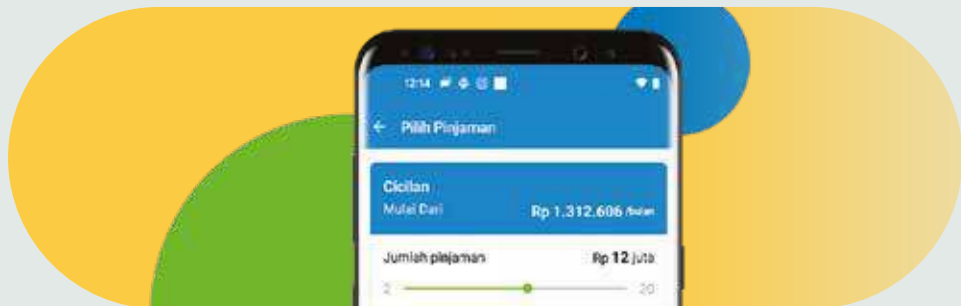 12:14
Pilih Pinjaman
Cicilan
Mulai Dari Rp 1.312.606 /bulan
Jumlah pinjaman Rp 12 juta
2 20